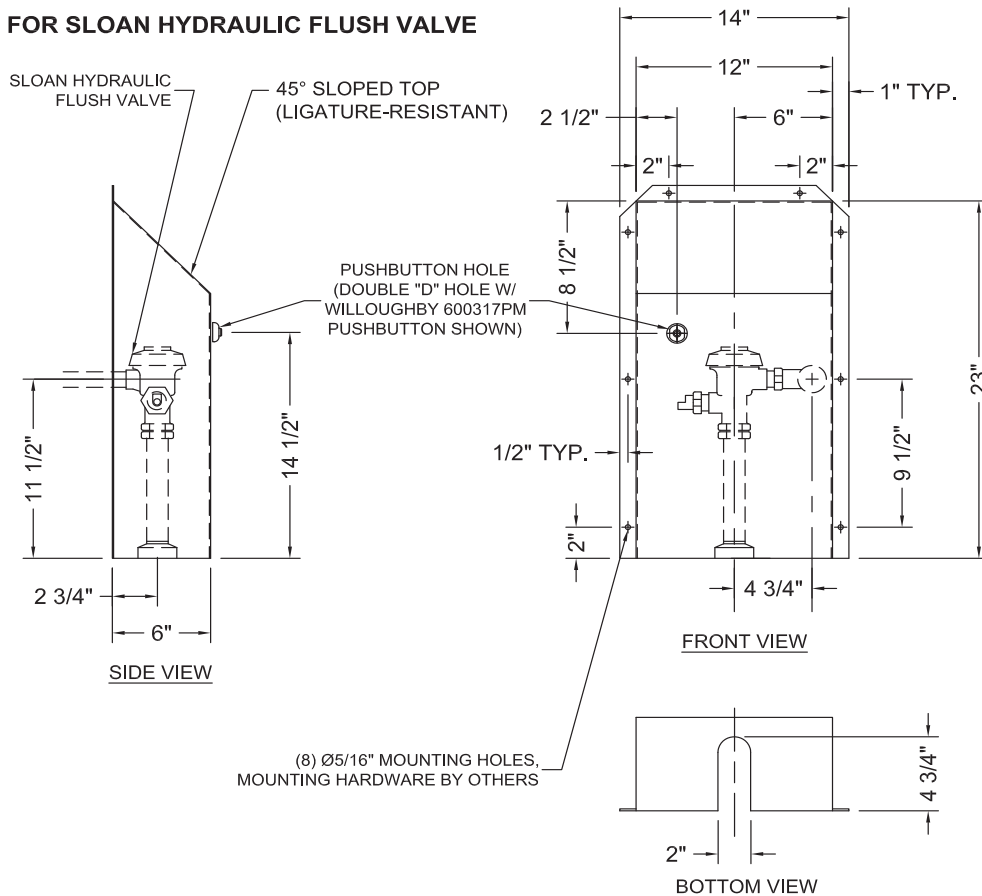 FOR SLOAN HYDRAULIC FLUSH VALVE
SLOAN HYDRAULIC
FLUSH VALVE
45° SLOPED TOP
(LIGATURE-RESISTANT)
14"
12"
1" TYP.
2 1/2"
6"
2"
2"
8 1/2"
PUSHBUTTON HOLE
(DOUBLE "D" HOLE W/
WILLOUGHBY 600317PM
PUSHBUTTON SHOWN)
23"
11 1/2"
14 1/2"
1/2" TYP.
9 1/2"
2"
2 3/4"
4 3/4"
6"
SIDE VIEW
FRONT VIEW
(8) Ø5/16" MOUNTING HOLES,
MOUNTING HARDWARE BY OTHERS
4 3/4"
2"
BOTTOM VIEW